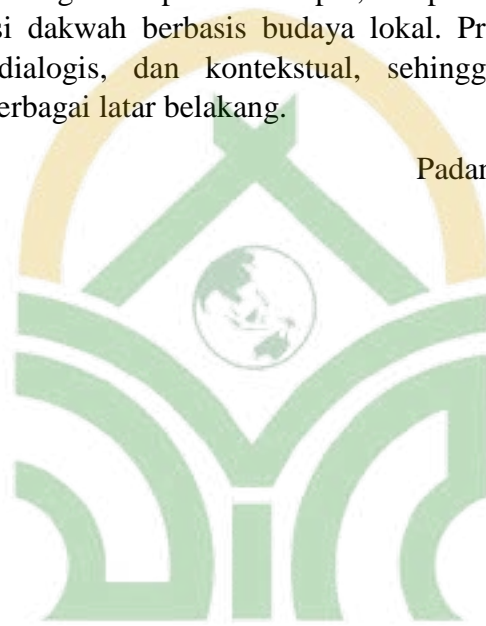 si dakwah berbasis budaya lokal. Pr
dialogis, dan kontekstual, sehingg
erbagai latar belakang.
Padan